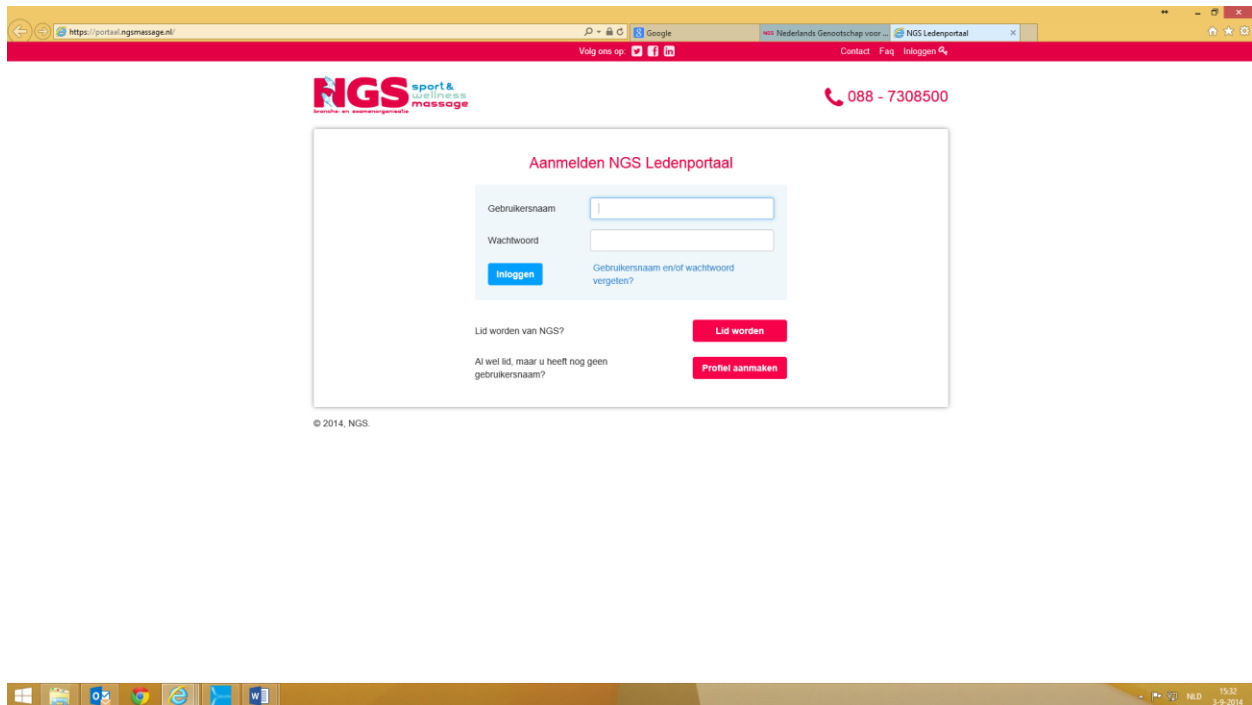 https://portaal.ngsmassage.nl/
Google
NGS Nederlands Genootschap voor ...
NGS Ledenportaal
Volg ons op:
Contact Faq Inloggen
NGS sport & wellness massage
branche- en examenorganisatie
088 - 7308500
Aanmelden NGS Ledenportaal
Gebruikersnaam
Wachtwoord
Inloggen
Gebruikersnaam en/of wachtwoord
vergeten?
Lid worden van NGS?
Lid worden
Al wel lid, maar u heeft nog geen
gebruikersnaam?
Profiel aanmaken
© 2014, NGS.
NLD
15:32
3-9-2014